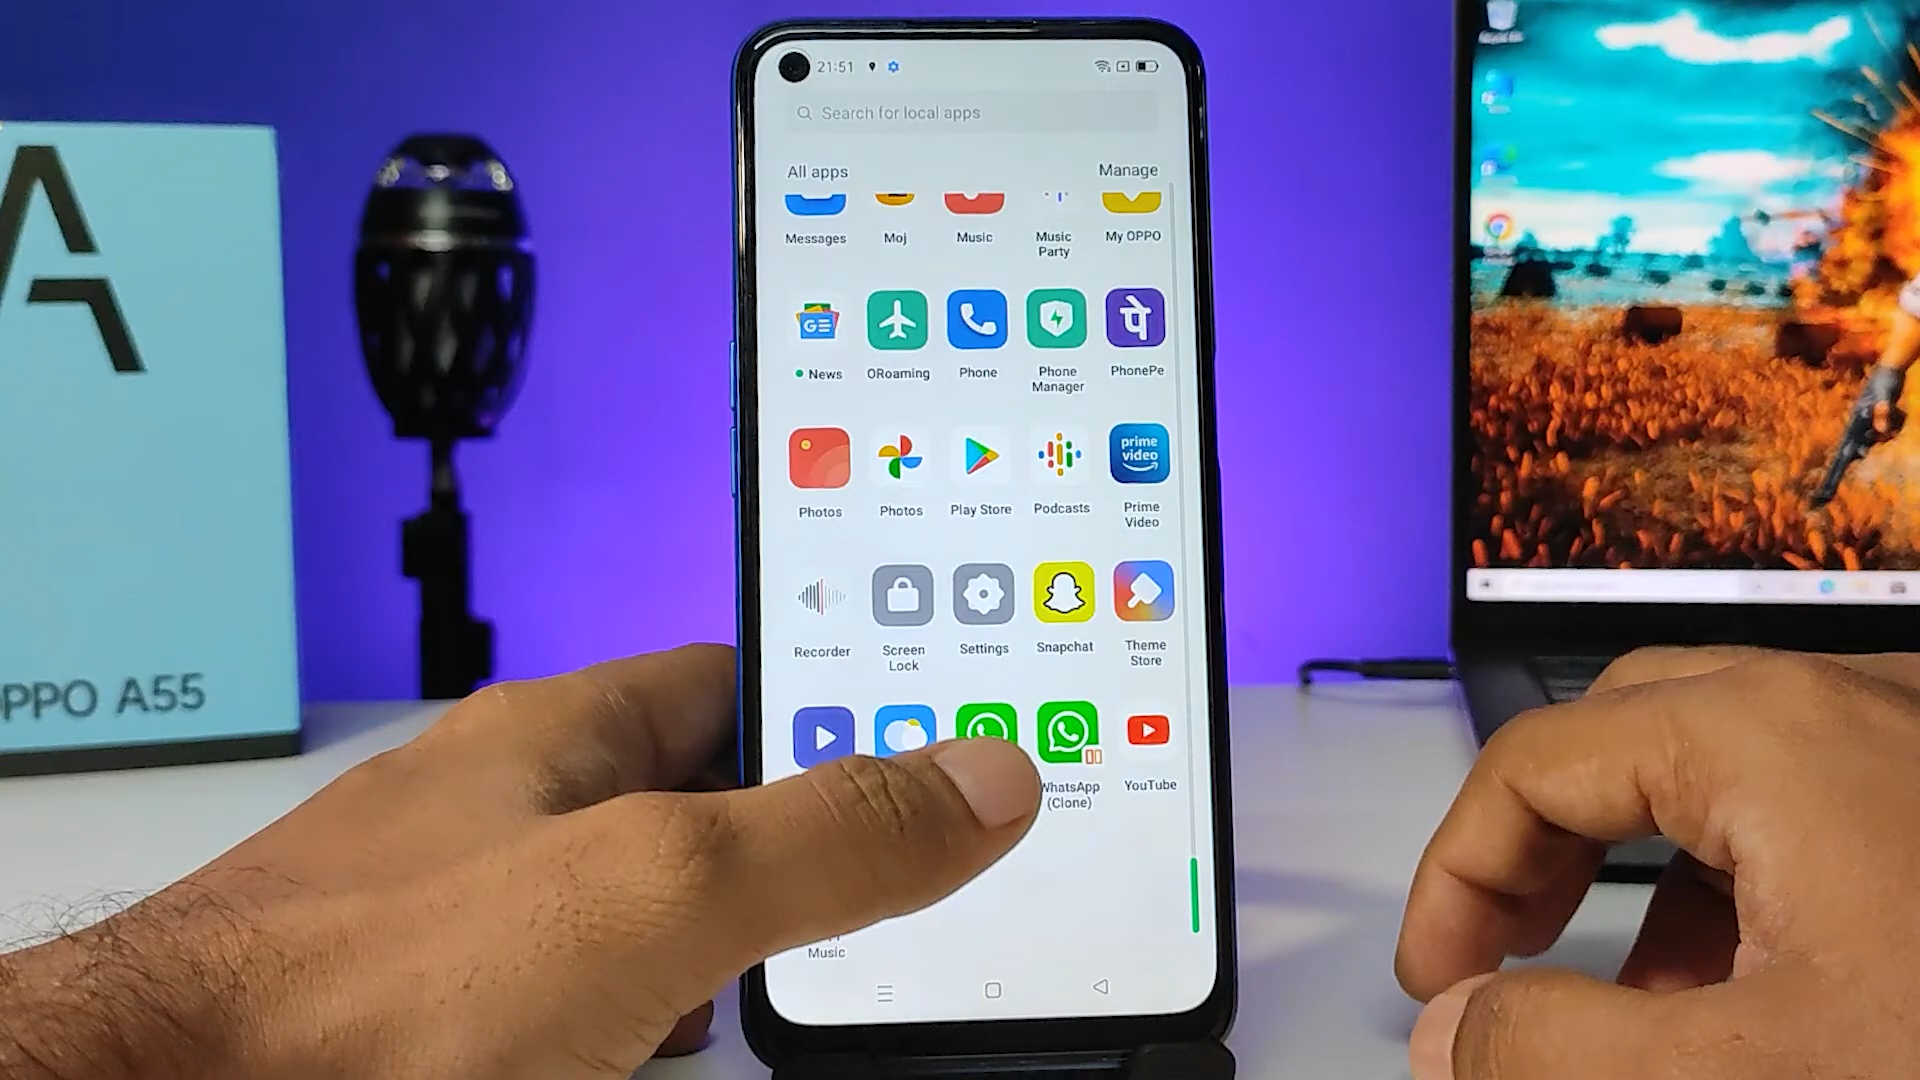 A
OPPO A55
21:51
Search for local apps
All apps
Manage
Messages
Moj
Music
Music Party
My OPPO
GE
News
ORoaming
Phone
Phone Manager
पे
PhonePe
prime video
Photos
Photos
Play Store
Podcasts
Prime Video
Recorder
Screen Lock
Settings
Snapchat
Theme Store
WhatsApp (Clone)
YouTube
Music